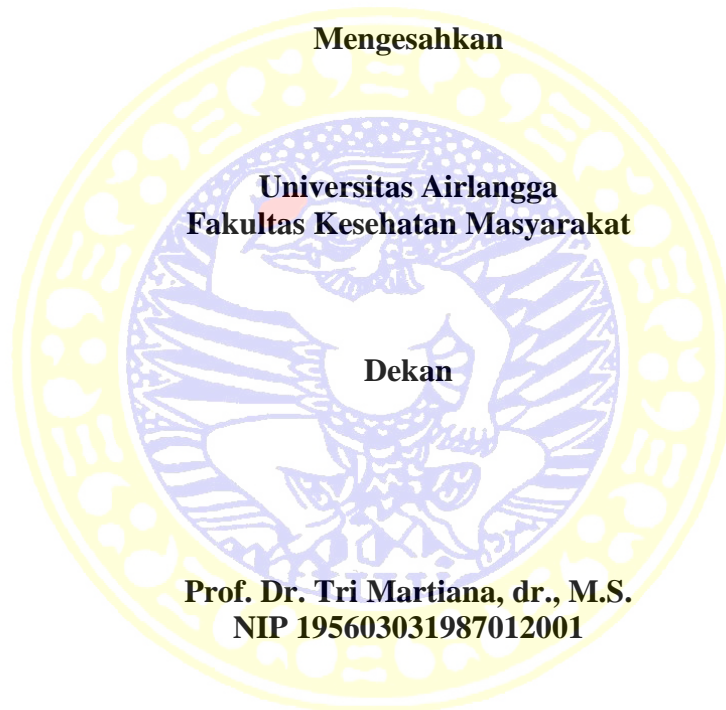 Mengesahkan
Universitas Airlangga
Fakultas Kesehatan Masyarakat
Dekan
Prof. Dr. Tri Martiana, dr., M.S.
NIP 195603031987012001